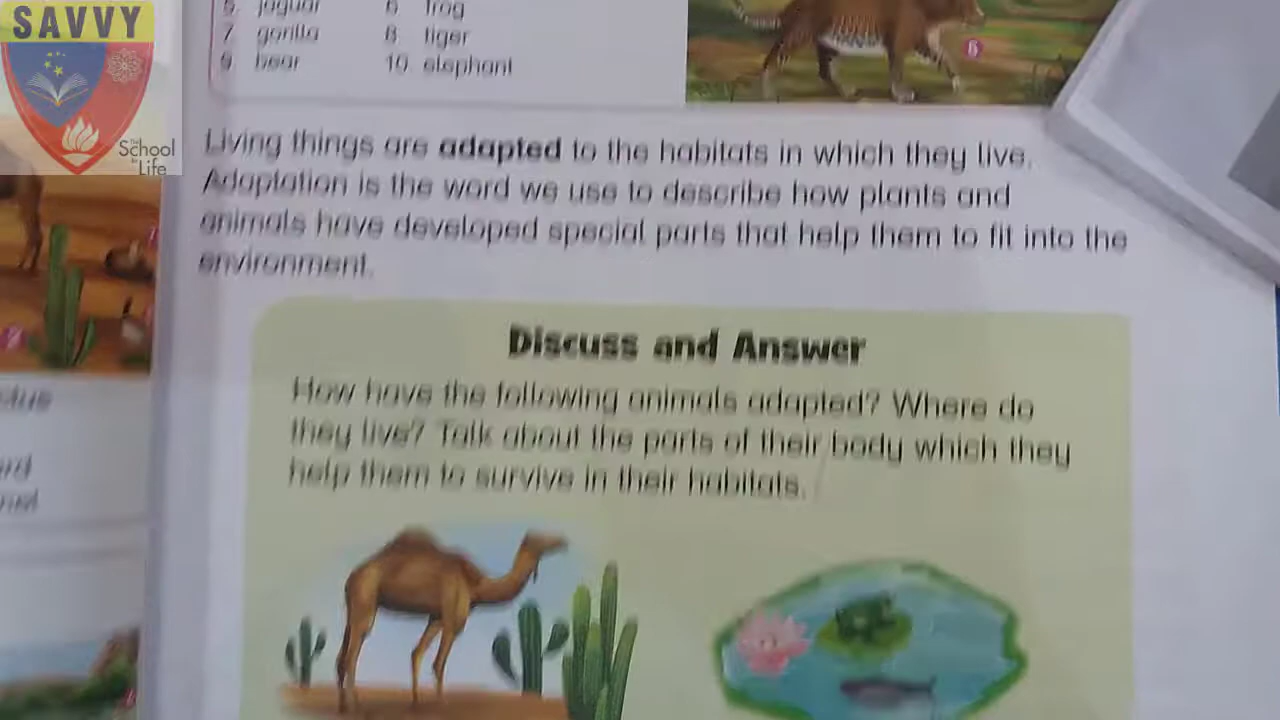 SAVVY
The School for Life
5. jaguar 6. frog
7. gorilla 8. tiger
9. bear 10. elephant
6
Living things are adapted to the habitats in which they live.
Adaptation is the word we use to describe how plants and
animals have developed special parts that help them to fit into the
environment.
Discuss and Answer
How have the following animals adapted? Where do
they live? Talk about the parts of their body which they
help them to survive in their habitats.